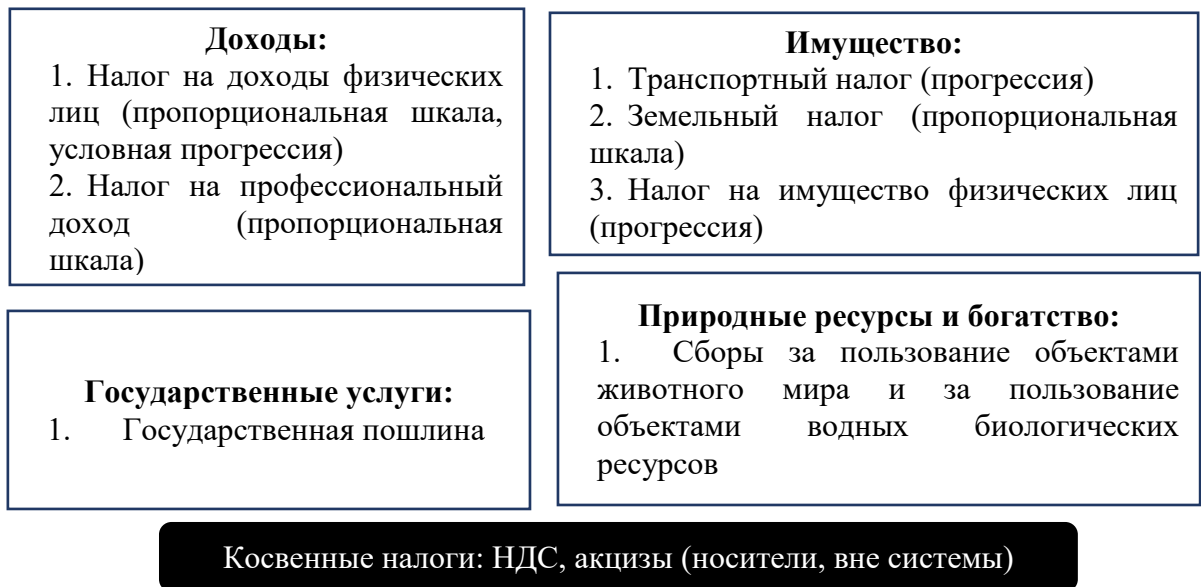 Доходы:
1. Налог на доходы физических
лиц (пропорциональная шкала,
условная прогрессия)
2. Налог на профессиональный
доход (пропорциональная
шкала)
Имущество:
1. Транспортный налог (прогрессия)
2. Земельный налог (пропорциональная
шкала)
3. Налог на имущество физических лиц
(прогрессия)
Государственные услуги:
1. Государственная пошлина
Природные ресурсы и богатство:
1. Сборы за пользование объектами
животного мира и за пользование
объектами водных биологических
ресурсов
Косвенные налоги: НДС, акцизы (носители, вне системы)